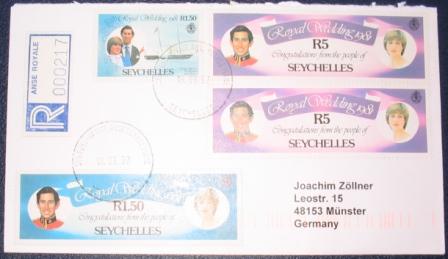 ANSE ROYALE
R
000217
Royal Wedding 1981
R1.50
SEYCHELLES
Royal Wedding 1981
R5
Congratulations from the people of
SEYCHELLES
Royal Wedding 1981
R5
Congratulations from the people of
SEYCHELLES
Royal Wedding 1981
R1.50
Congratulations from the people of
SEYCHELLES
Joachim Zöllner
Leostr. 15
48153 Münster
Germany